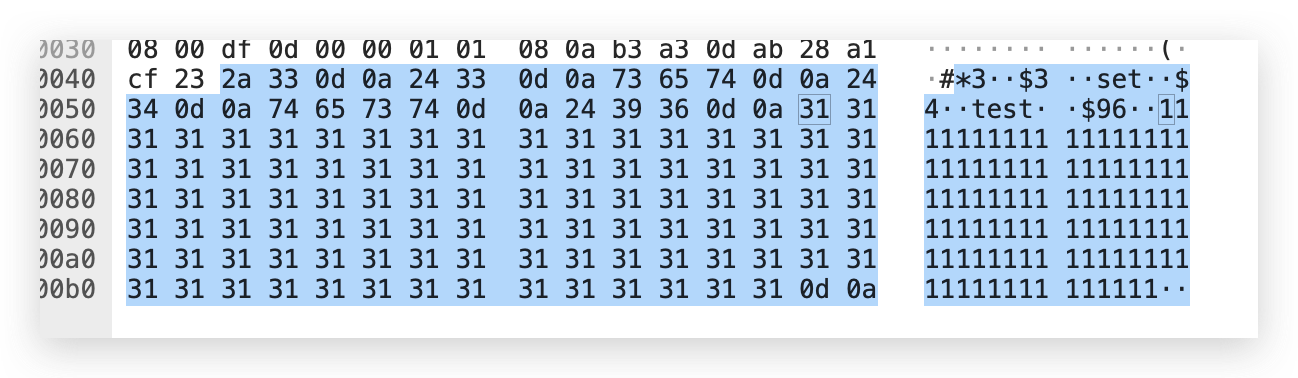 0030 08 00 df 0d 00 00 01 01 08 0a b3 a3 0d ab 28 a1 ········ ······(·
0040 cf 23 2a 33 0d 0a 24 33 0d 0a 73 65 74 0d 0a 24 ·#*3··$3 ··set··$
0050 34 0d 0a 74 65 73 74 0d 0a 24 39 36 0d 0a 31 31 4··test· ·$96··11
0060 31 31 31 31 31 31 31 31 31 31 31 31 31 31 31 31 11111111 11111111
0070 31 31 31 31 31 31 31 31 31 31 31 31 31 31 31 31 11111111 11111111
0080 31 31 31 31 31 31 31 31 31 31 31 31 31 31 31 31 11111111 11111111
0090 31 31 31 31 31 31 31 31 31 31 31 31 31 31 31 31 11111111 11111111
00a0 31 31 31 31 31 31 31 31 31 31 31 31 31 31 31 31 11111111 11111111
00b0 31 31 31 31 31 31 31 31 31 31 31 31 31 31 0d 0a 11111111 111111··